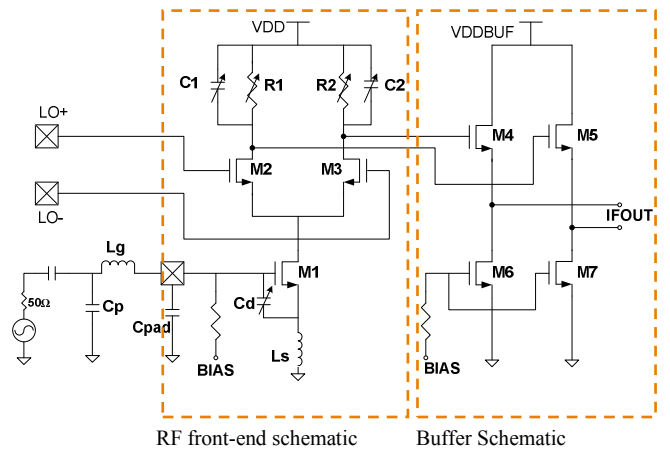 VDD
VDDBUF
C1
R1
R2
C2
LO+
M4
M5
M2
M3
LO-
IFOUT
Lg
M1
M6
M7
50Ω
Cp
Cd
Cpad
BIAS
Ls
BIAS
RF front-end schematic
Buffer Schematic